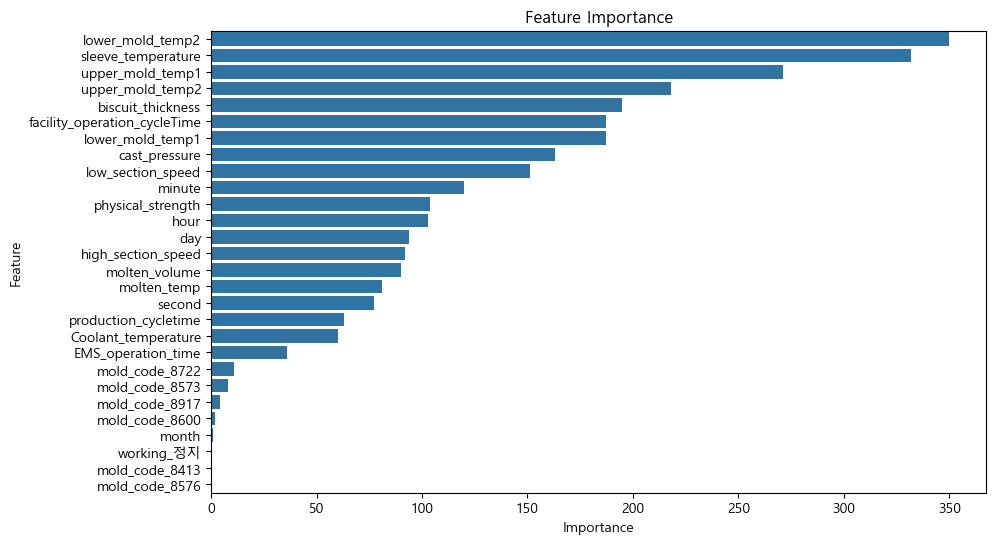 Feature Importance
lower_mold_temp2
sleeve_temperature
upper_mold_temp1
upper_mold_temp2
biscuit_thickness
facility_operation_cycleTime
lower_mold_temp1
cast_pressure
low_section_speed
minute
physical_strength
hour
day
high_section_speed
molten_volume
molten_temp
second
production_cycletime
Coolant_temperature
EMS_operation_time
mold_code_8722
mold_code_8573
mold_code_8917
mold_code_8600
month
working_정지
mold_code_8413
mold_code_8576
Feature
0 50 100 150 200 250 300 350
Importance